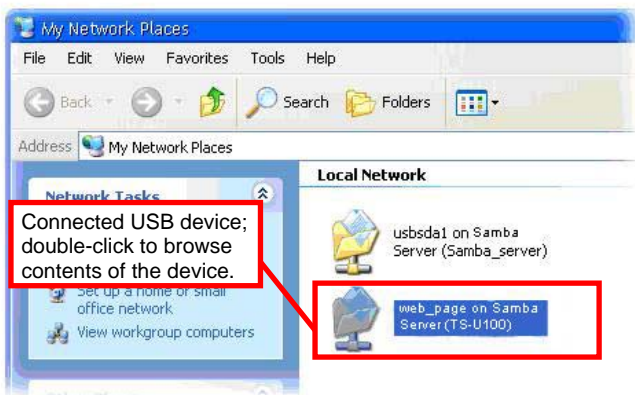 My Network Places
File Edit View Favorites Tools Help
Back Search Folders
Address My Network Places
Local Network
Network Tasks
Connected USB device;
double-click to browse
contents of the device.
usbsda1 on Samba
Server (Samba_server)
Set up a home or small
office network
View workgroup computers
web_page on Samba
Server(TS-U100)